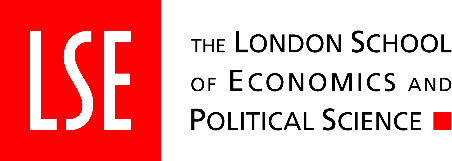 LSE
THE LONDON SCHOOL
OF ECONOMICS AND
POLITICAL SCIENCE